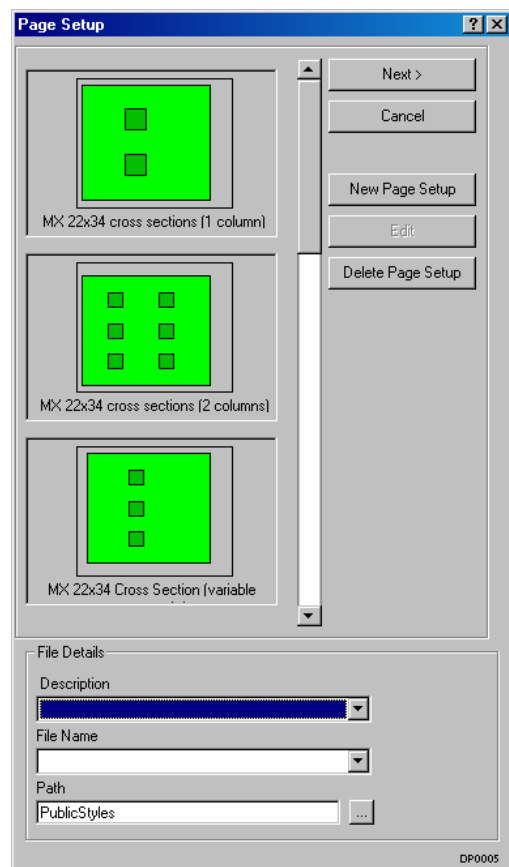 Page Setup
Next >
Cancel
MX 22x34 cross sections (1 column)
New Page Setup
Edit
Delete Page Setup
MX 22x34 cross sections (2 columns)
MX 22x34 Cross Section (variable
File Details
Description
File Name
Path
PublicStyles
...
DP0005